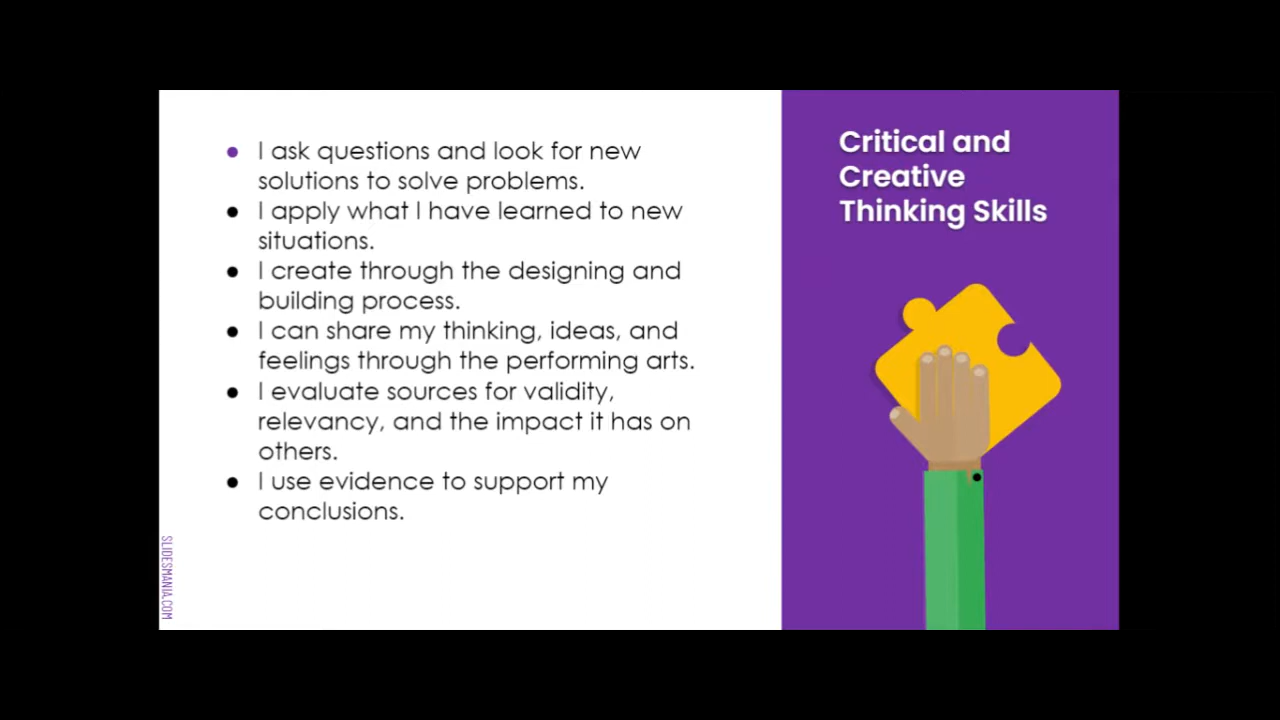 ● I ask questions and look for new
solutions to solve problems.
● I apply what I have learned to new
situations.
● I create through the designing and
building process.
● I can share my thinking, ideas, and
feelings through the performing arts.
● I evaluate sources for validity,
relevancy, and the impact it has on
others.
● I use evidence to support my
conclusions.
Critical and
Creative
Thinking Skills
SLIDESMANIA.COM